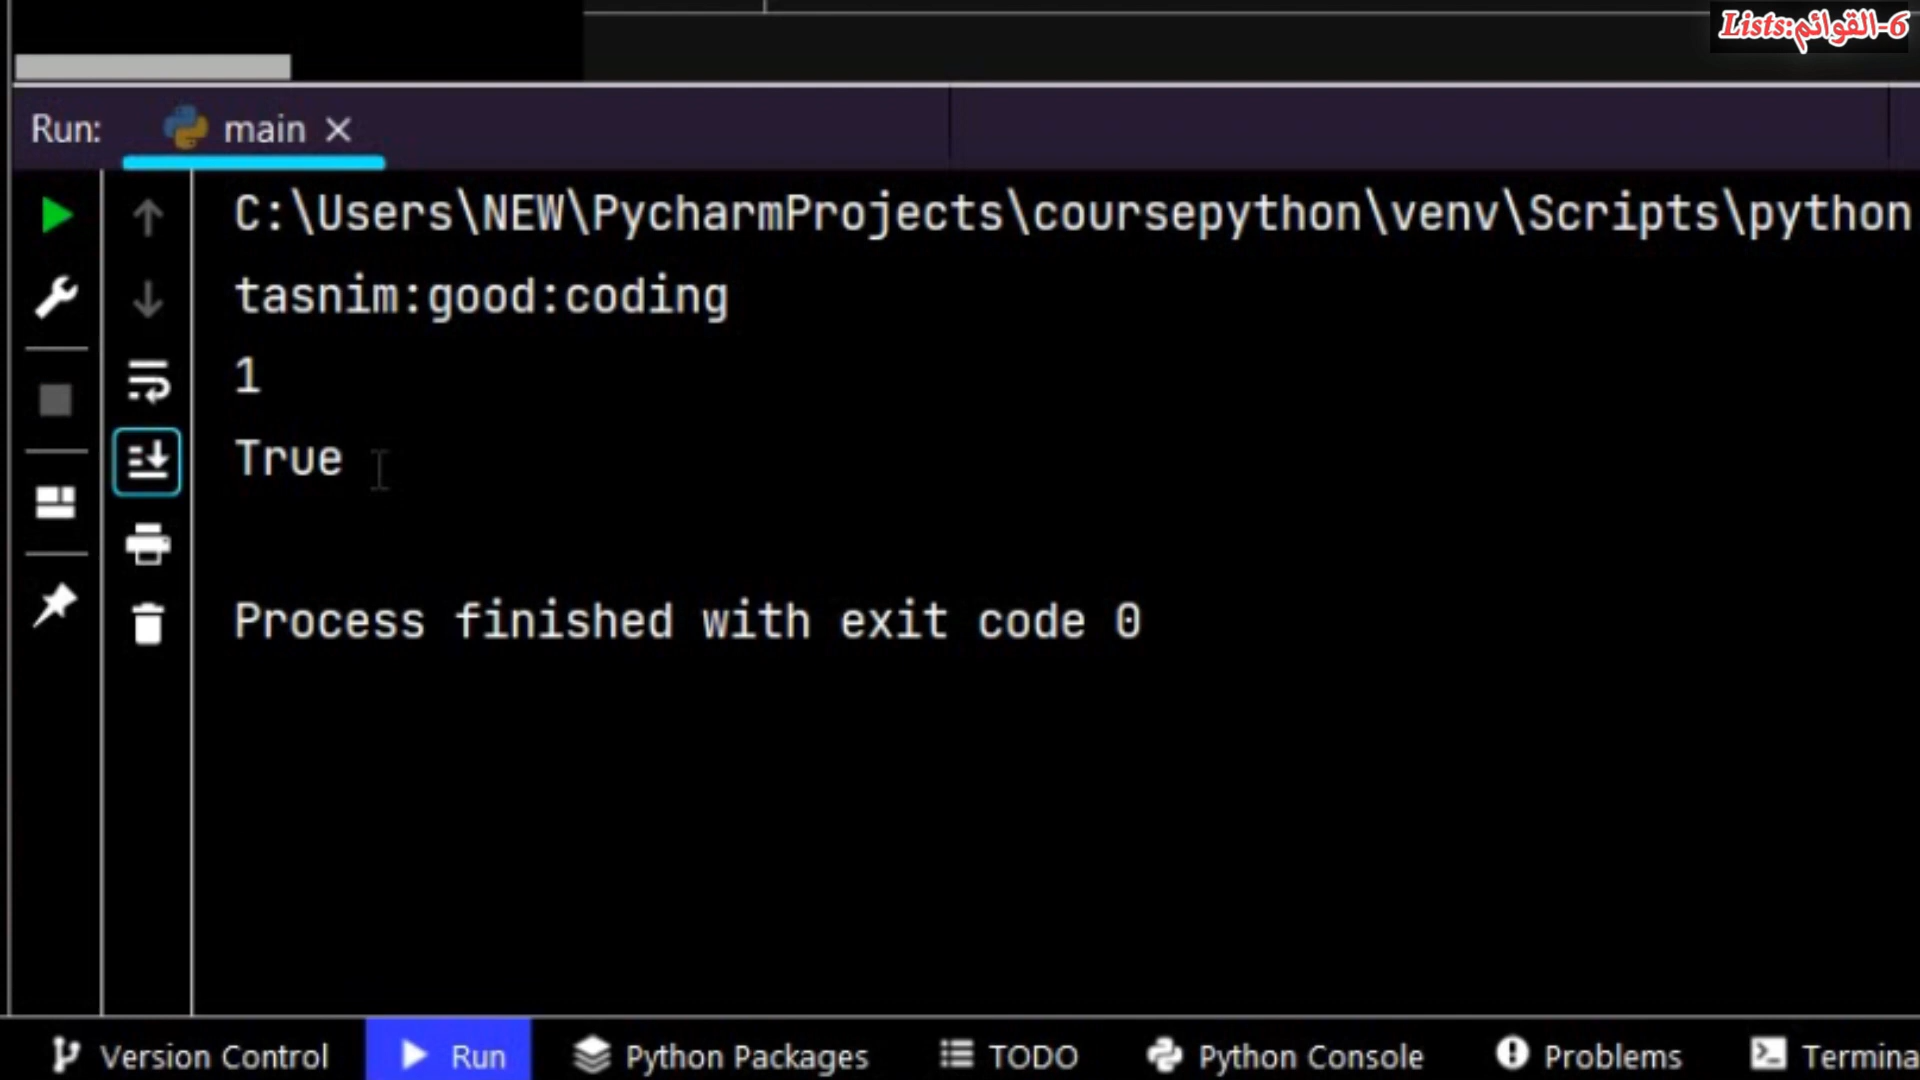 6-القوائم:Lists
Run: main
C:\Users\NEW\PycharmProjects\coursepython\venv\Scripts\python
tasnim:good:coding
1
True
Process finished with exit code 0
Version Control Run Python Packages TODO Python Console Problems Termina